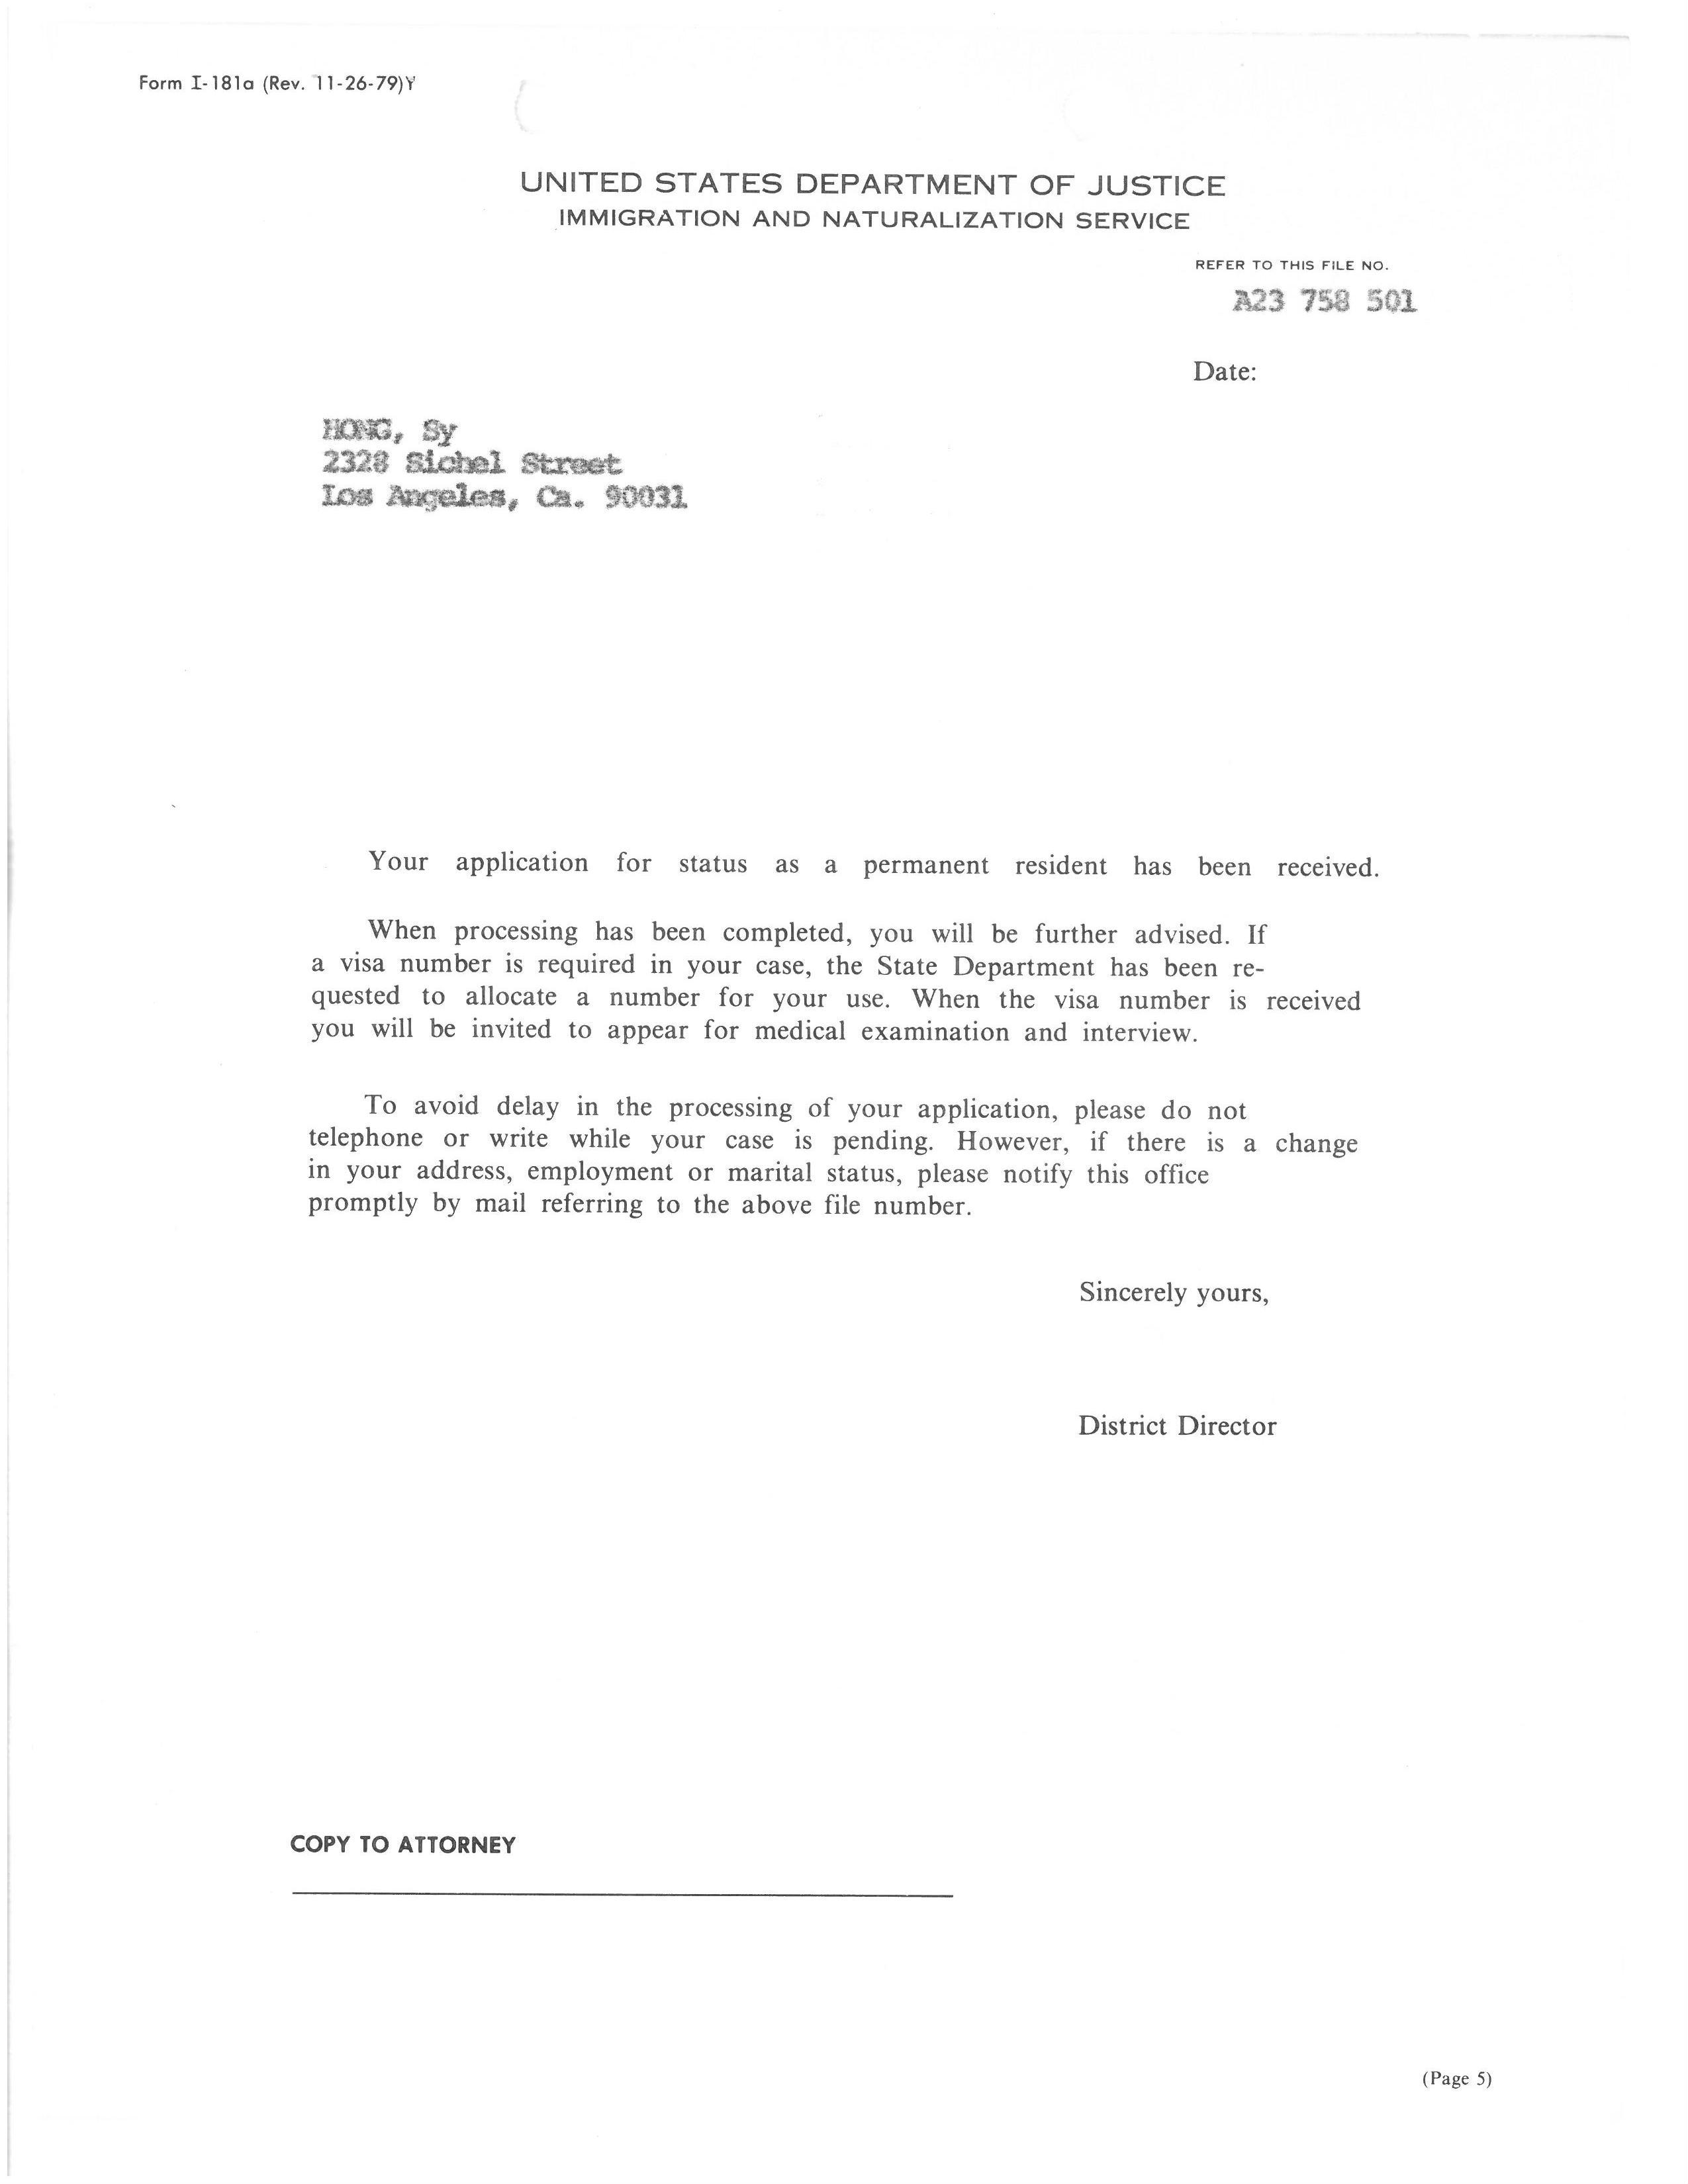 Form I-181a (Rev. 11-26-79)Y
UNITED STATES DEPARTMENT OF JUSTICE
IMMIGRATION AND NATURALIZATION SERVICE
REFER TO THIS FILE NO.
A23 758 501
Date:
HONG, Sy
2328 Sichel Street
Los Angeles, Ca. 90031
Your application for status as a permanent resident has been received.
When processing has been completed, you will be further advised. If
a visa number is required in your case, the State Department has been re-
quested to allocate a number for your use. When the visa number is received
you will be invited to appear for medical examination and interview.
To avoid delay in the processing of your application, please do not
telephone or write while your case is pending. However, if there is a change
in your address, employment or marital status, please notify this office
promptly by mail referring to the above file number.
Sincerely yours,
District Director
COPY TO ATTORNEY
(Page 5)